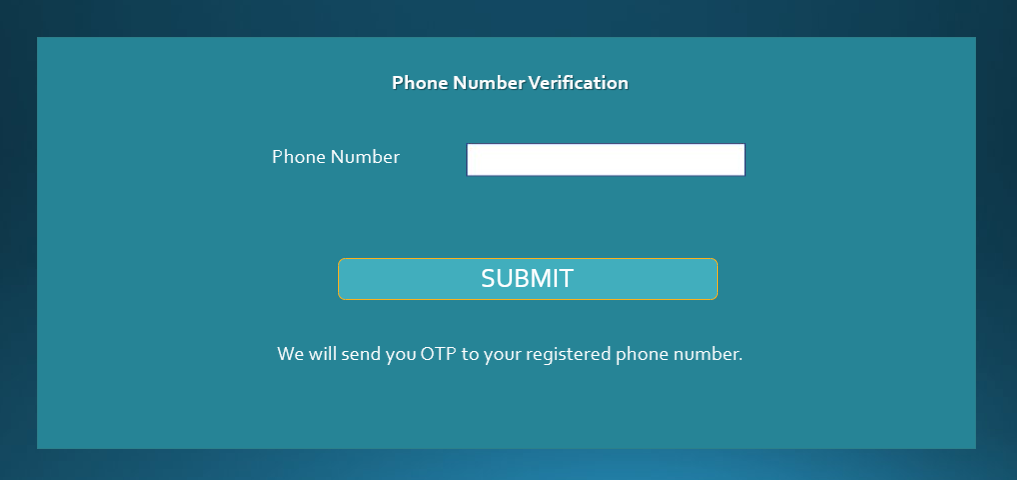 Phone Number Verification
Phone Number
SUBMIT
We will send you OTP to your registered phone number.